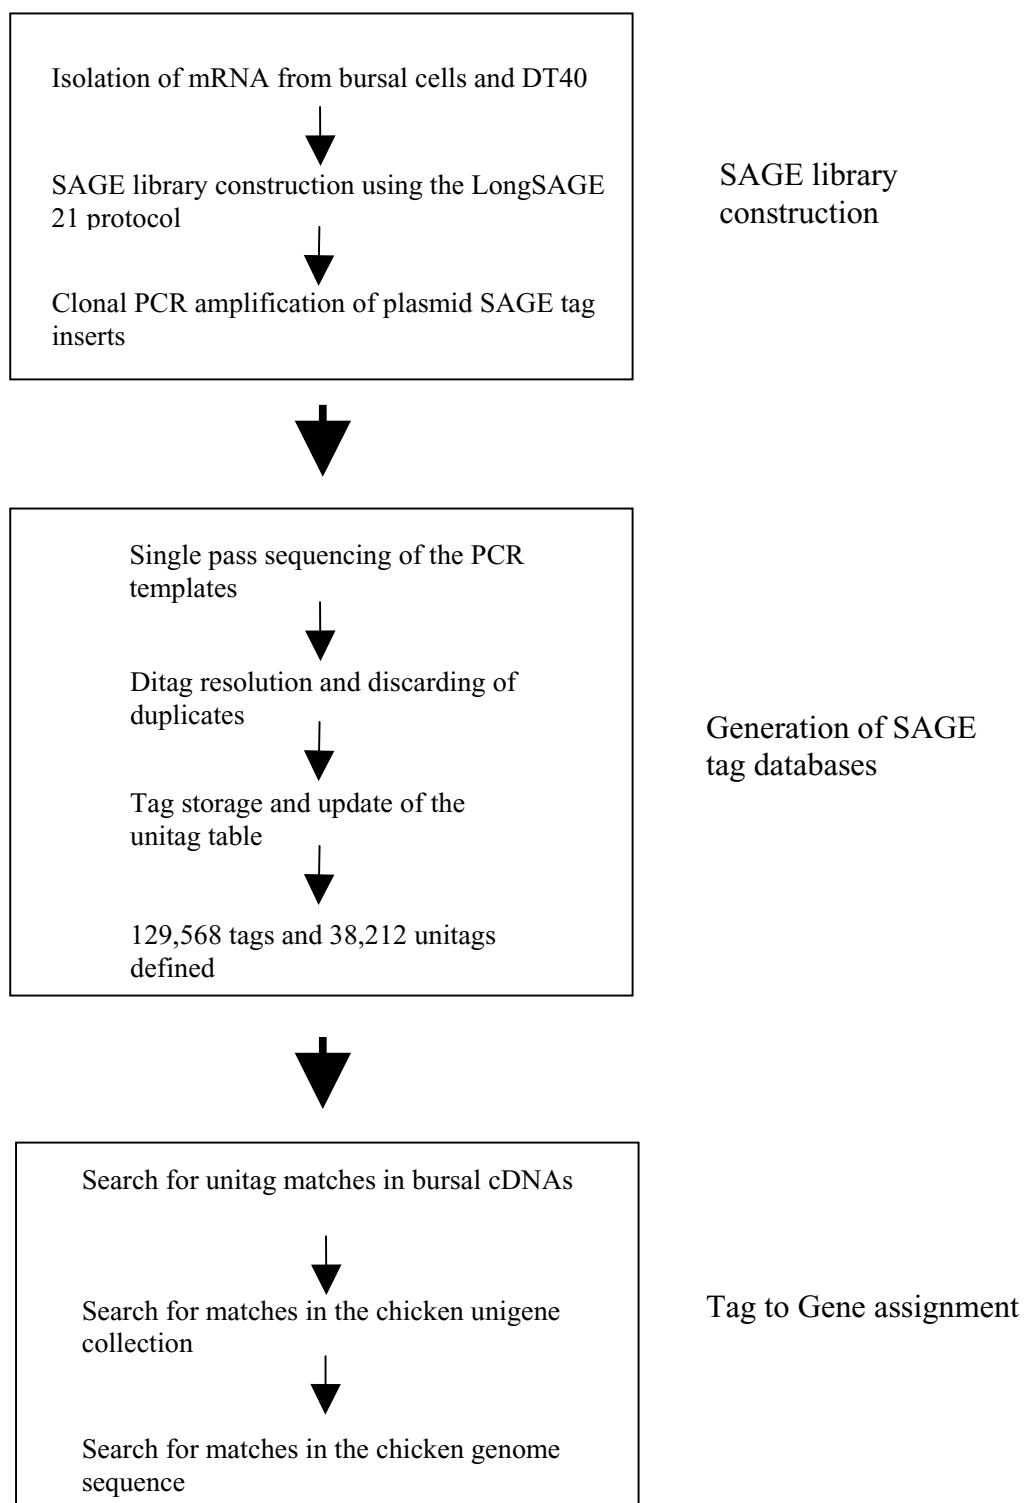 Isolation of mRNA from bursal cells and DT40
SAGE library construction using the LongSAGE
21 protocol
Clonal PCR amplification of plasmid SAGE tag
inserts
SAGE library
construction
Single pass sequencing of the PCR
templates
Ditag resolution and discarding of
duplicates
Tag storage and update of the
unitag table
129,568 tags and 38,212 unitags
defined
Generation of SAGE
tag databases
Search for unitag matches in bursal cDNAs
Search for matches in the chicken unigene
collection
Search for matches in the chicken genome
sequence
Tag to Gene assignment